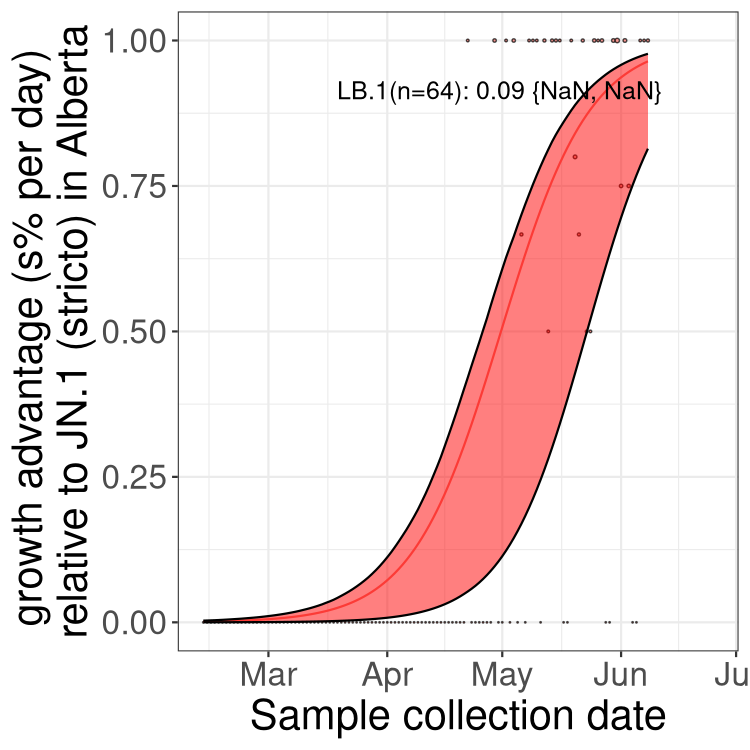 growth advantage (s% per day)
relative to JN.1 (stricto) in Alberta
1.00
0.75
0.50
0.25
0.00
LB.1(n=64): 0.09 {NaN, NaN}
Mar Apr May Jun Ju
Sample collection date